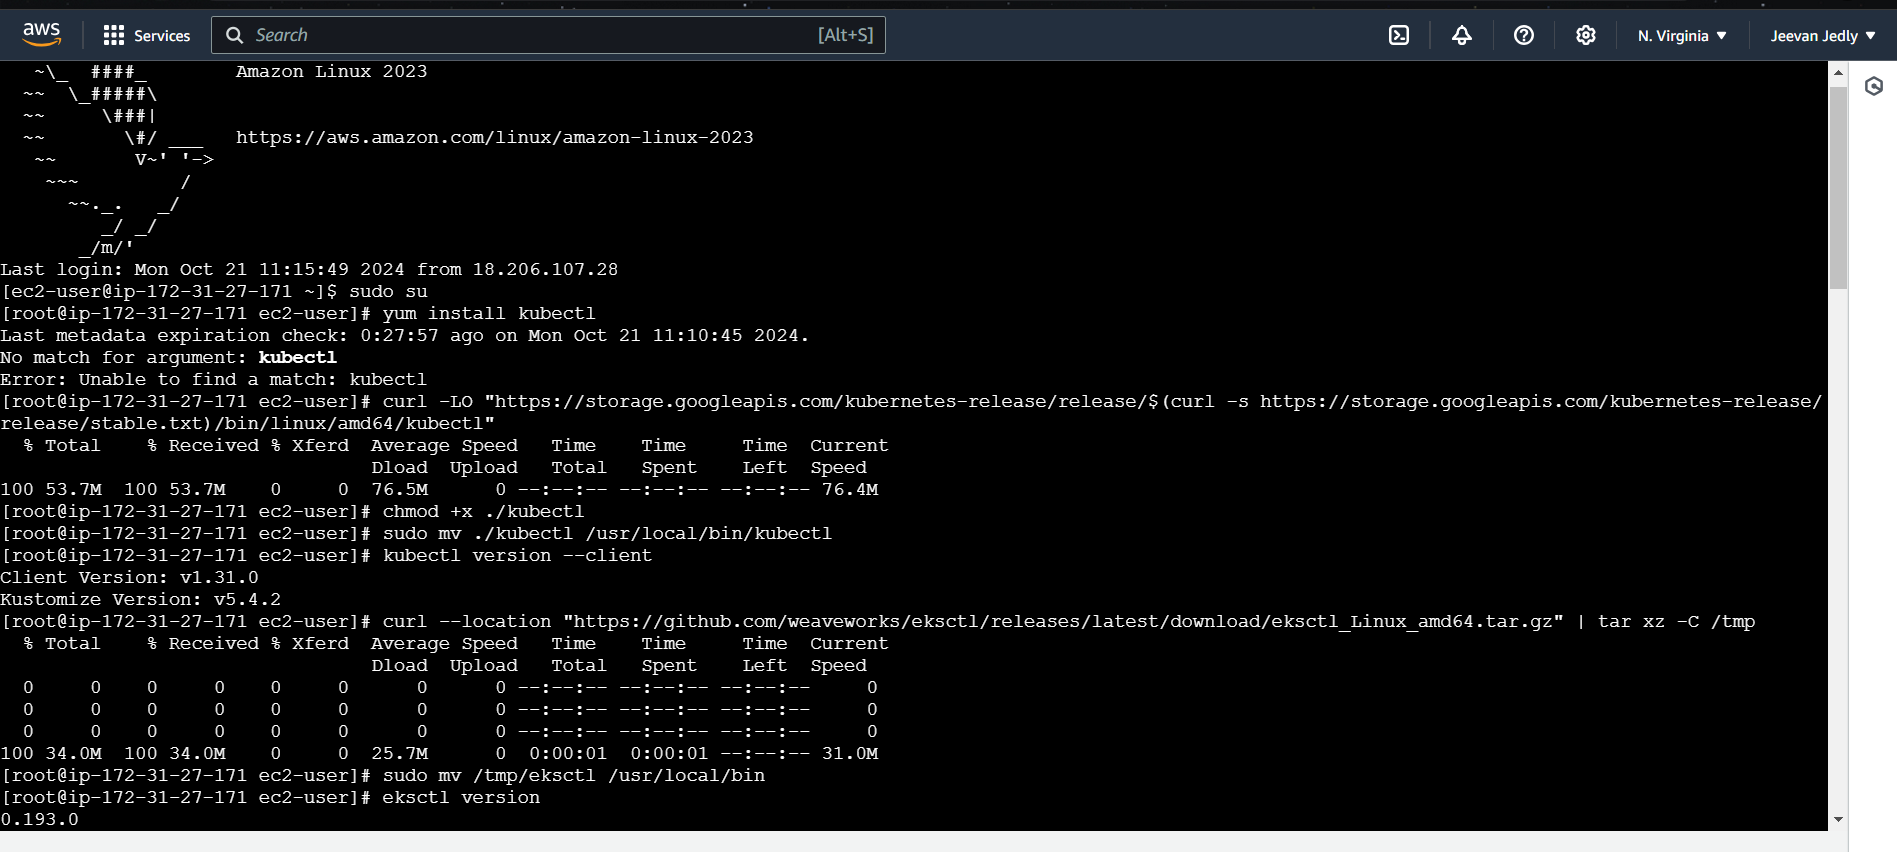 aws Services Search [Alt+S] N. Virginia ▼ Jeevan Jedly ▼
   ~\_  ####_        Amazon Linux 2023
  ~~  \_#####\
  ~~     \###|
  ~~       \#/ ___   https://aws.amazon.com/linux/amazon-linux-2023
   ~~       V~' '->
    ~~~         /
      ~~._.   _/
         _/ _/
       _/m/'
Last login: Mon Oct 21 11:15:49 2024 from 18.206.107.28
[ec2-user@ip-172-31-27-171 ~]$ sudo su
[root@ip-172-31-27-171 ec2-user]# yum install kubectl
Last metadata expiration check: 0:27:57 ago on Mon Oct 21 11:10:45 2024.
No match for argument: kubectl
Error: Unable to find a match: kubectl
[root@ip-172-31-27-171 ec2-user]# curl -LO "https://storage.googleapis.com/kubernetes-release/release/$(curl -s https://storage.googleapis.com/kubernetes-release/
release/stable.txt)/bin/linux/amd64/kubectl"
  % Total    % Received % Xferd  Average Speed   Time    Time     Time  Current
                                 Dload  Upload   Total   Spent    Left  Speed
100 53.7M  100 53.7M    0     0  76.5M      0 --:--:-- --:--:-- --:--:-- 76.4M
[root@ip-172-31-27-171 ec2-user]# chmod +x ./kubectl
[root@ip-172-31-27-171 ec2-user]# sudo mv ./kubectl /usr/local/bin/kubectl
[root@ip-172-31-27-171 ec2-user]# kubectl version --client
Client Version: v1.31.0
Kustomize Version: v5.4.2
[root@ip-172-31-27-171 ec2-user]# curl --location "https://github.com/weaveworks/eksctl/releases/latest/download/eksctl_Linux_amd64.tar.gz" | tar xz -C /tmp
  % Total    % Received % Xferd  Average Speed   Time    Time     Time  Current
                                 Dload  Upload   Total   Spent    Left  Speed
  0     0    0     0    0     0      0      0 --:--:-- --:--:-- --:--:--     0
  0     0    0     0    0     0      0      0 --:--:-- --:--:-- --:--:--     0
  0     0    0     0    0     0      0      0 --:--:-- --:--:-- --:--:--     0
100 34.0M  100 34.0M    0     0  25.7M      0  0:00:01  0:00:01 --:--:-- 31.0M
[root@ip-172-31-27-171 ec2-user]# sudo mv /tmp/eksctl /usr/local/bin
[root@ip-172-31-27-171 ec2-user]# eksctl version
0.193.0